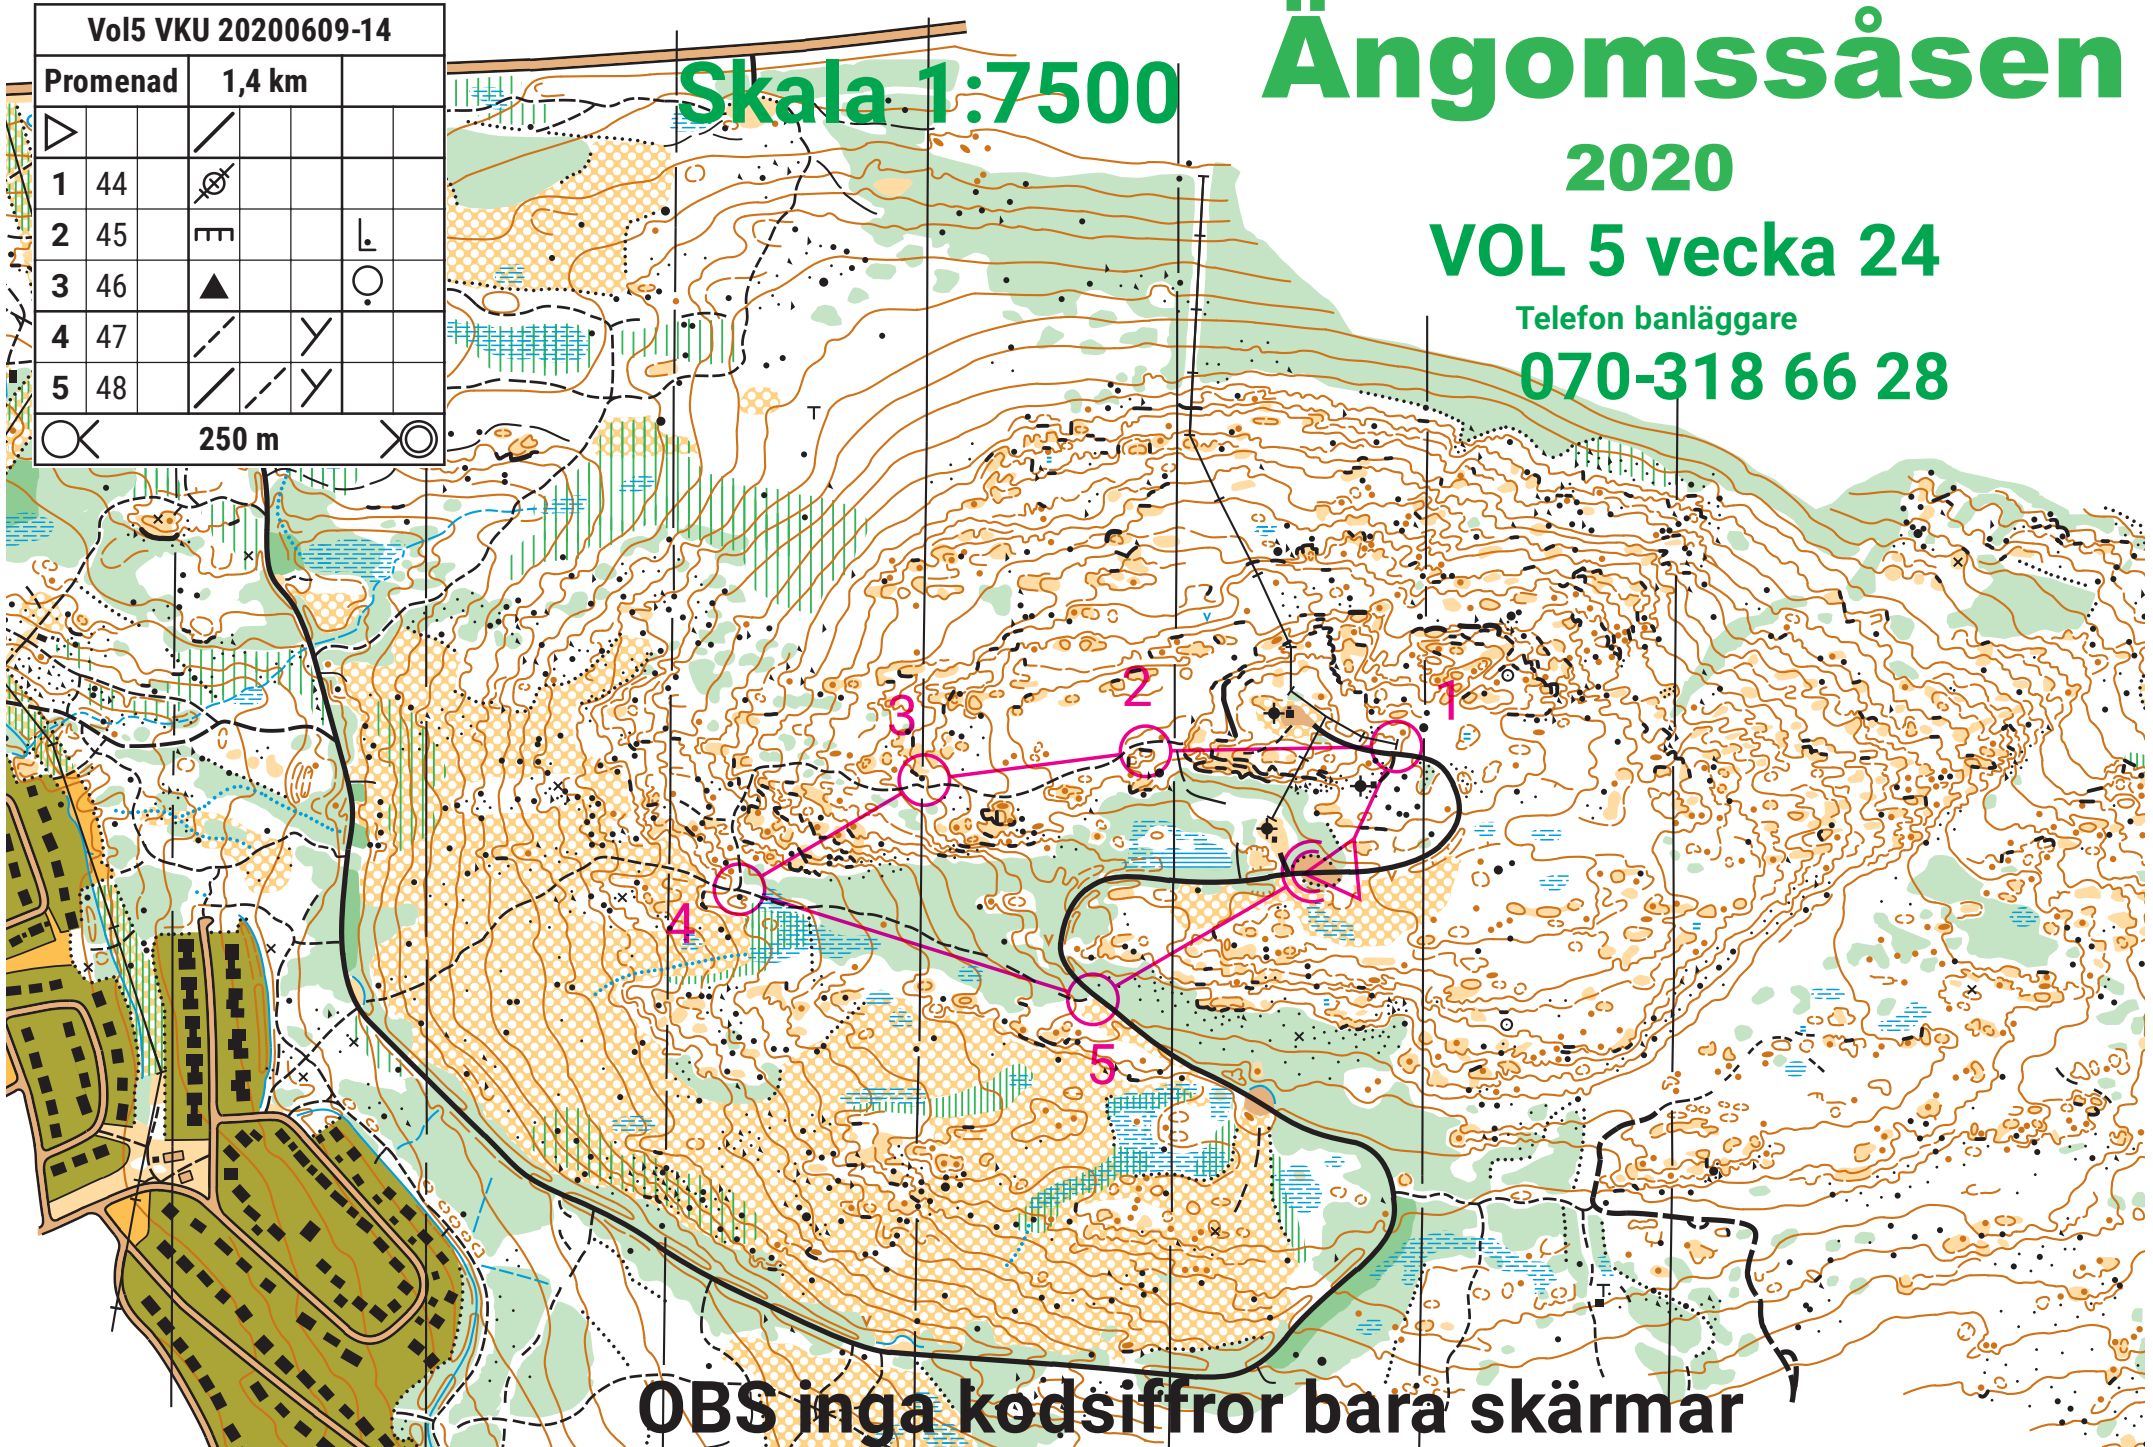 Vol5 VKU 20200609-14
Promenad 1,4 km
1 44
2 45
3 46
4 47
5 48
250 m
Skala 1:7500
Ängomssåsen
2020
VOL 5 vecka 24
Telefon banläggare
070-318 66 28
1
2
3
4
5
OBS inga kodsiffror bara skärmar